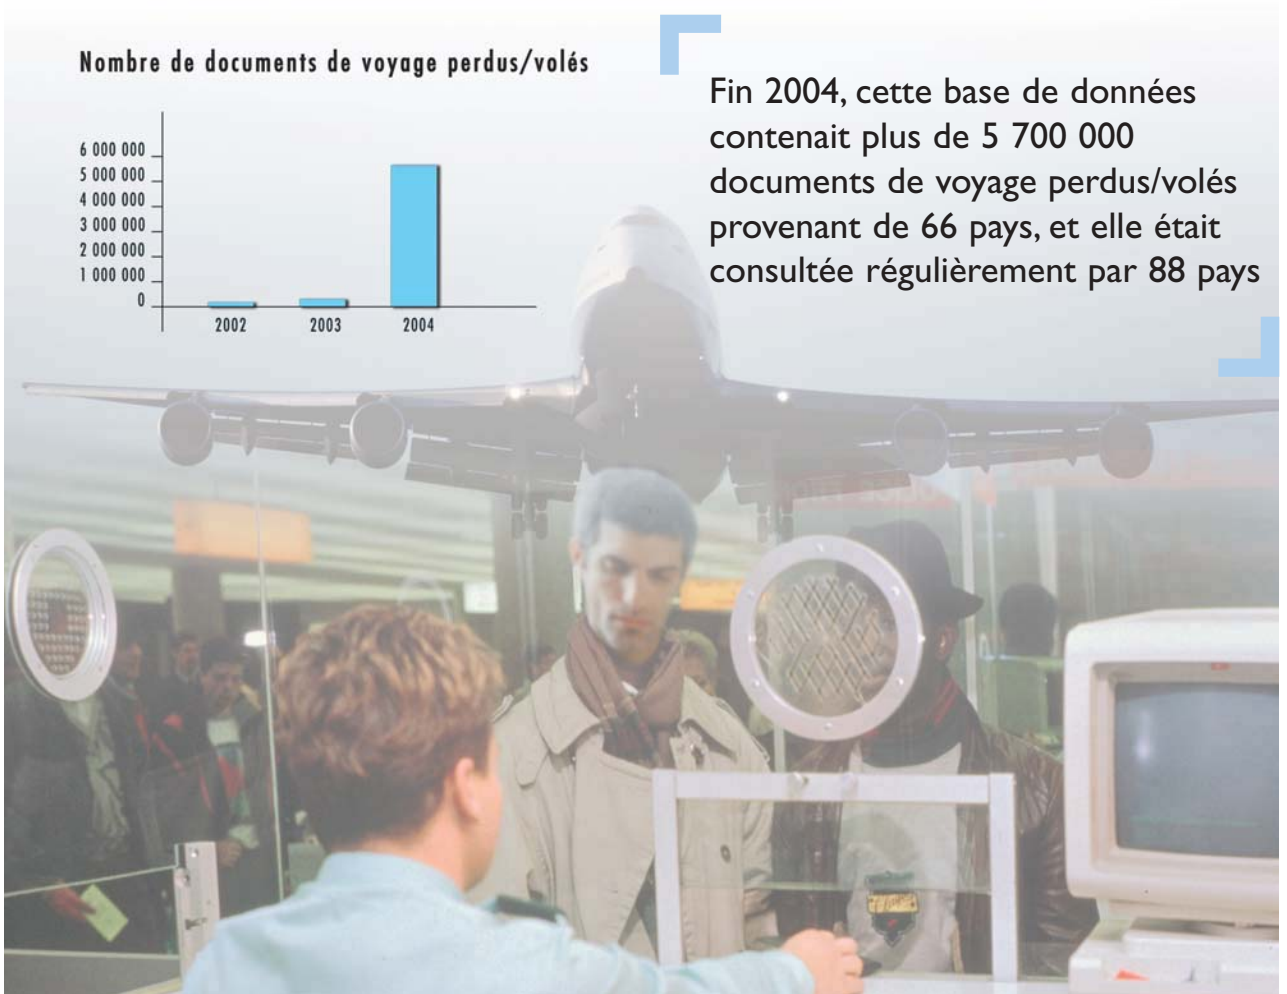 Nombre de documents de voyage perdus/volés
6 000 000
5 000 000
4 000 000
3 000 000
2 000 000
1 000 000
0
2002 2003 2004
Fin 2004, cette base de données
contenait plus de 5 700 000
documents de voyage perdus/volés
provenant de 66 pays, et elle était
consultée régulièrement par 88 pays